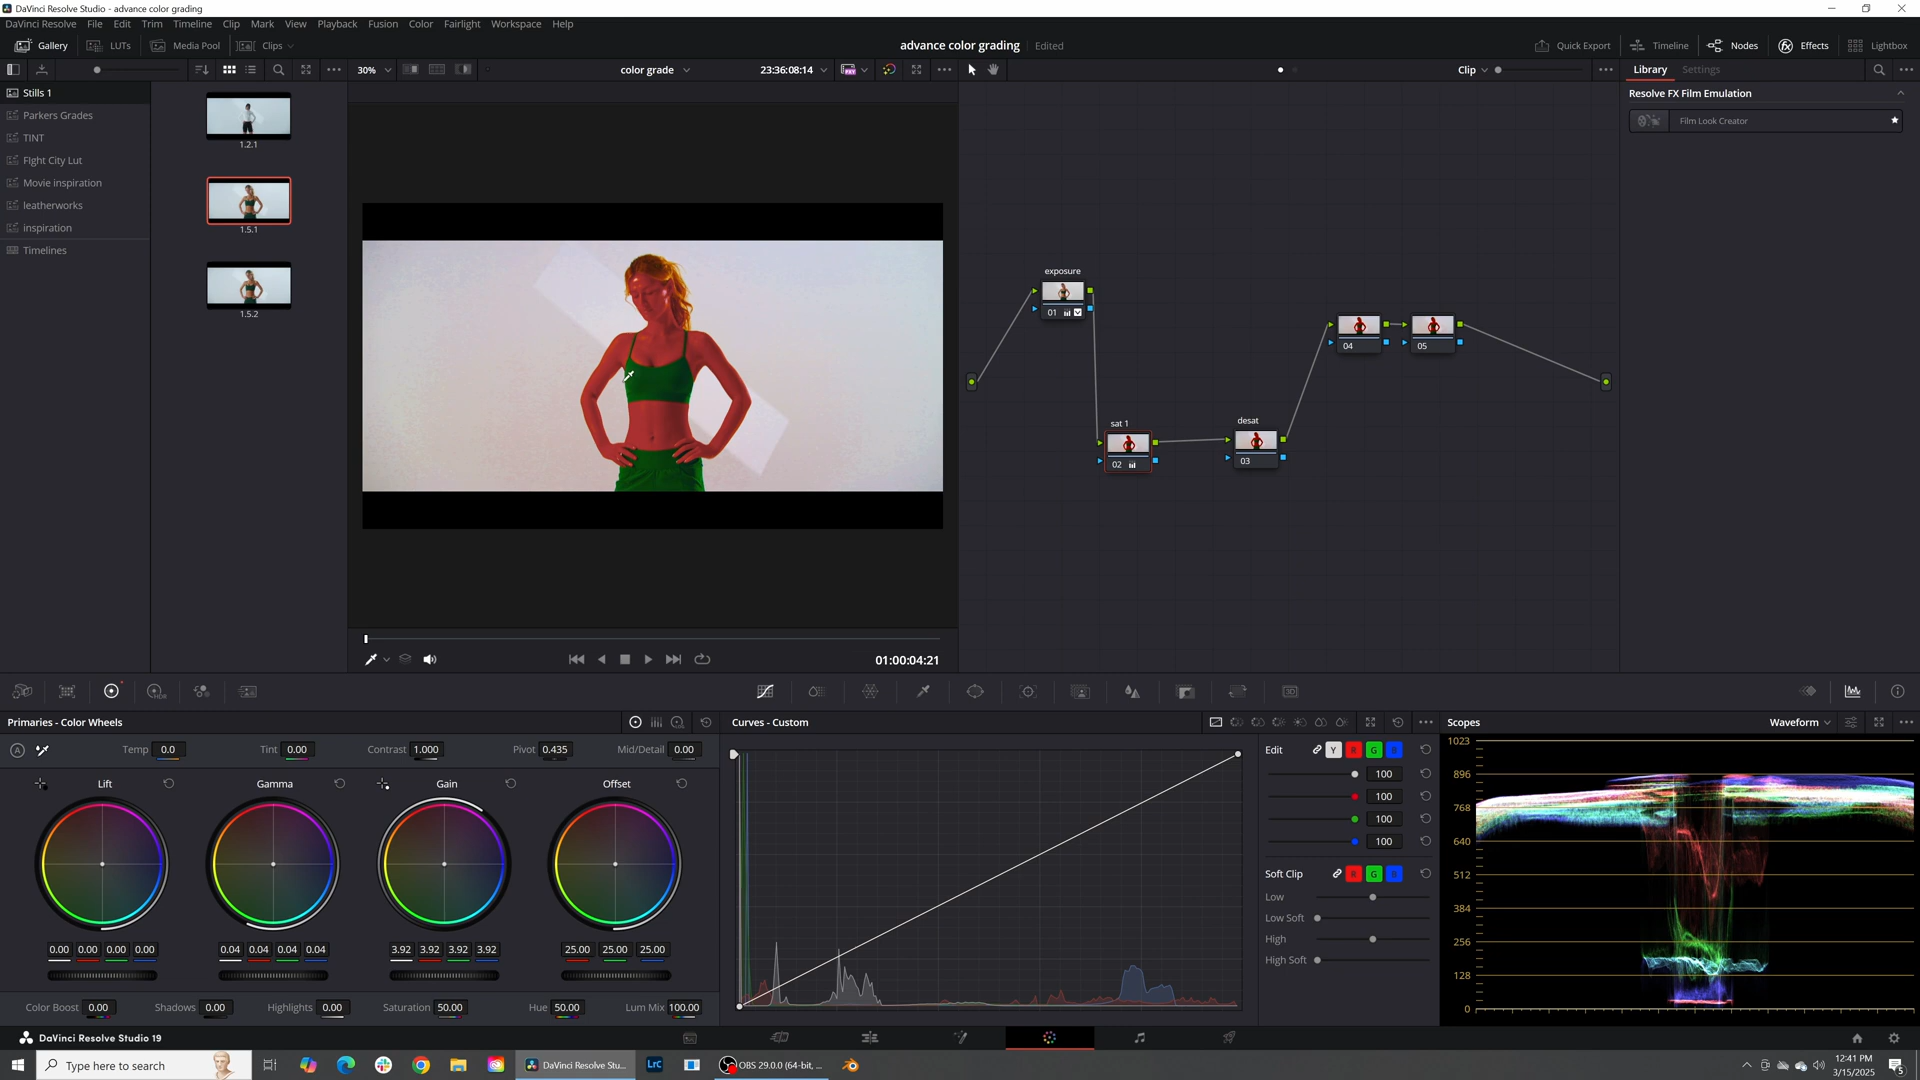 DaVinci Resolve Studio - advance color grading
DaVinci Resolve File Edit Trim Timeline Clip Mark View Playback Fusion Color Fairlight Workspace Help
Gallery LUTs Media Pool Clips advance color grading Edited Quick Export Timeline Nodes Effects Lightbox
30% color grade 23:36:08:14 Clip Library Settings
Stills 1
Parkers Grades
TINT
FIght City Lut
Movie inspiration
leatherworks
inspiration
Timelines
1.2.1
1.5.1
1.5.2
Resolve FX Film Emulation
Film Look Creator
exposure
01
sat 1
02
desat
03
04
05
01:00:04:21
Primaries - Color Wheels
Temp 0.0 Tint 0.00 Contrast 1.000 Pivot 0.435 Mid/Detail 0.00
Lift Gamma Gain Offset
0.00 0.00 0.00 0.00 0.04 0.04 0.04 0.04 3.92 3.92 3.92 3.92 25.00 25.00 25.00
Color Boost 0.00 Shadows 0.00 Highlights 0.00 Saturation 50.00 Hue 50.00 Lum Mix 100.00
Curves - Custom
Edit Y R G B
100
100
100
100
Soft Clip R G B
Low
Low Soft
High
High Soft
Scopes Waveform
1023
896
768
640
512
384
256
128
0
DaVinci Resolve Studio 19
Type here to search
DaVinci Resolve Stu...
LrC
OBS 29.0.0 (64-bit, ...
12:41 PM
3/15/2025
5